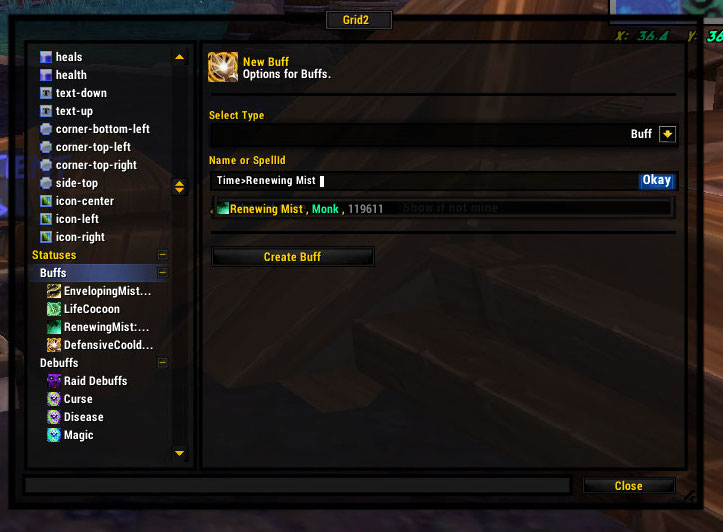 Grid2
X: 36.4 Y: 36
heals
health
text-down
text-up
corner-bottom-left
corner-top-left
corner-top-right
side-top
icon-center
icon-left
icon-right
Statuses
Buffs
EnvelopingMist...
LifeCocoon
RenewingMist:...
DefensiveCoold...
Debuffs
Raid Debuffs
Curse
Disease
Magic
New Buff
Options for Buffs.
Select Type
Buff
Name or SpellId
Time>Renewing Mist
Okay
Renewing Mist , Monk , 119611
Show if not mine
Create Buff
Close